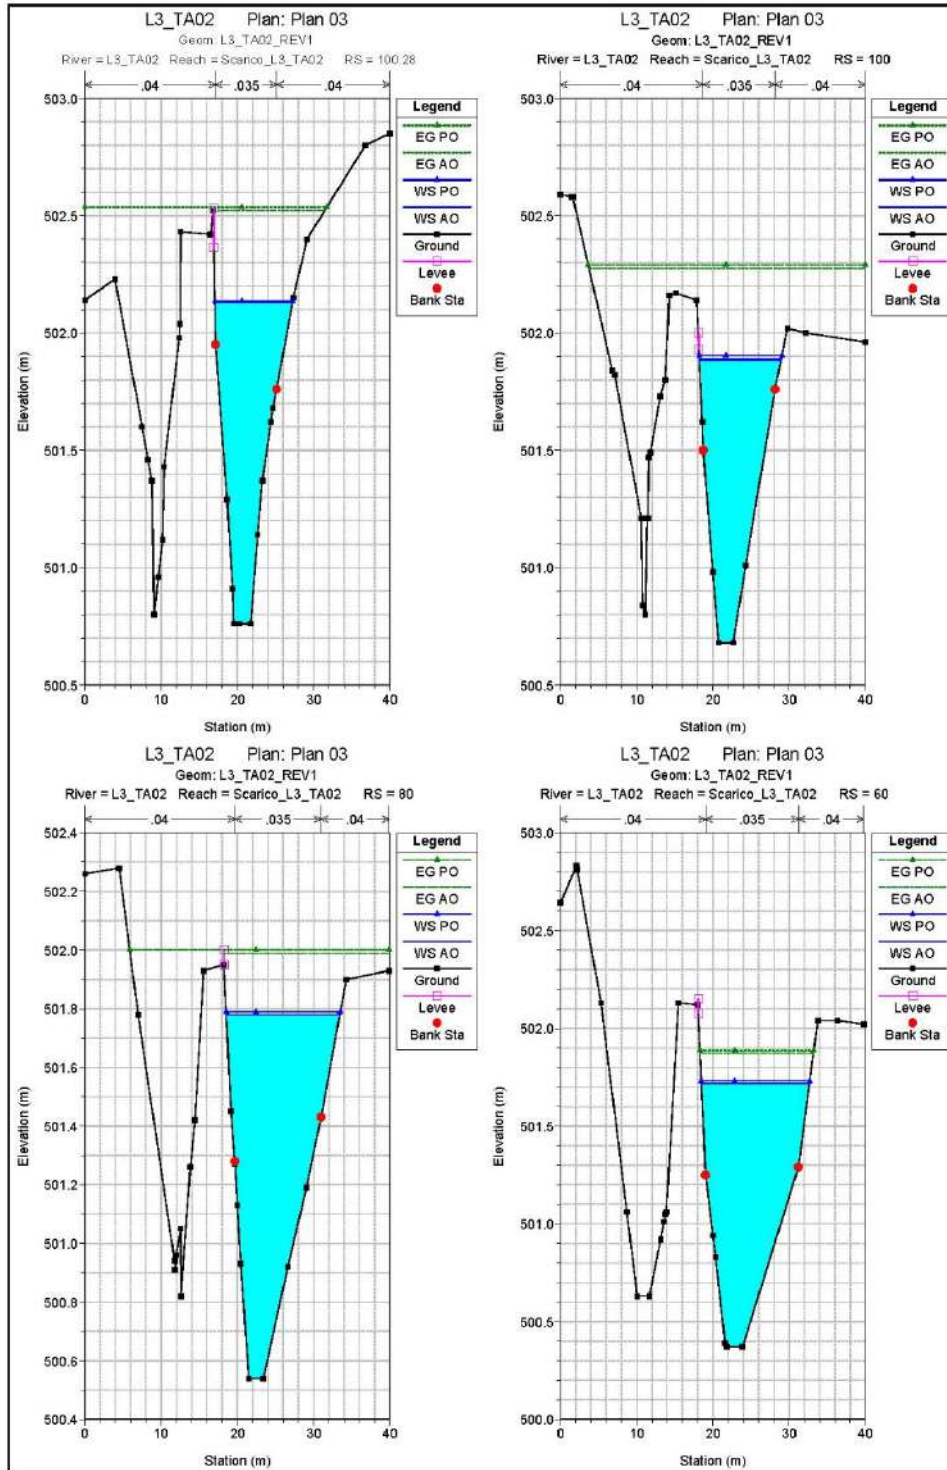 L3_TA02 Plan: Plan 03
Geom: L3_TA02_REV1
River = L3_TA02 Reach = Scarico_L3_TA02 RS = 100.28
.04 .035 .04
503.0
502.5
502.0
501.5
501.0
500.5
Elevation (m)
0 10 20 30 40
Station (m)
Legend
EG PO
EG AO
WS PO
WS AO
Ground
Levee
Bank Sta
L3_TA02 Plan: Plan 03
Geom: L3_TA02_REV1
River = L3_TA02 Reach = Scarico_L3_TA02 RS = 100
.04 .035 .04
503.0
502.5
502.0
501.5
501.0
500.5
Elevation (m)
0 10 20 30 40
Station (m)
Legend
EG PO
EG AO
WS PO
WS AO
Ground
Levee
Bank Sta
L3_TA02 Plan: Plan 03
Geom: L3_TA02_REV1
River = L3_TA02 Reach = Scarico_L3_TA02 RS = 80
.04 .035 .04
502.4
502.2
502.0
501.8
501.6
501.4
501.2
501.0
500.8
500.6
500.4
Elevation (m)
0 10 20 30 40
Station (m)
Legend
EG PO
EG AO
WS PO
WS AO
Ground
Levee
Bank Sta
L3_TA02 Plan: Plan 03
Geom: L3_TA02_REV1
River = L3_TA02 Reach = Scarico_L3_TA02 RS = 60
.04 .035 .04
503.0
502.5
502.0
501.5
501.0
500.5
500.0
Elevation (m)
0 10 20 30 40
Station (m)
Legend
EG PO
EG AO
WS PO
WS AO
Ground
Levee
Bank Sta